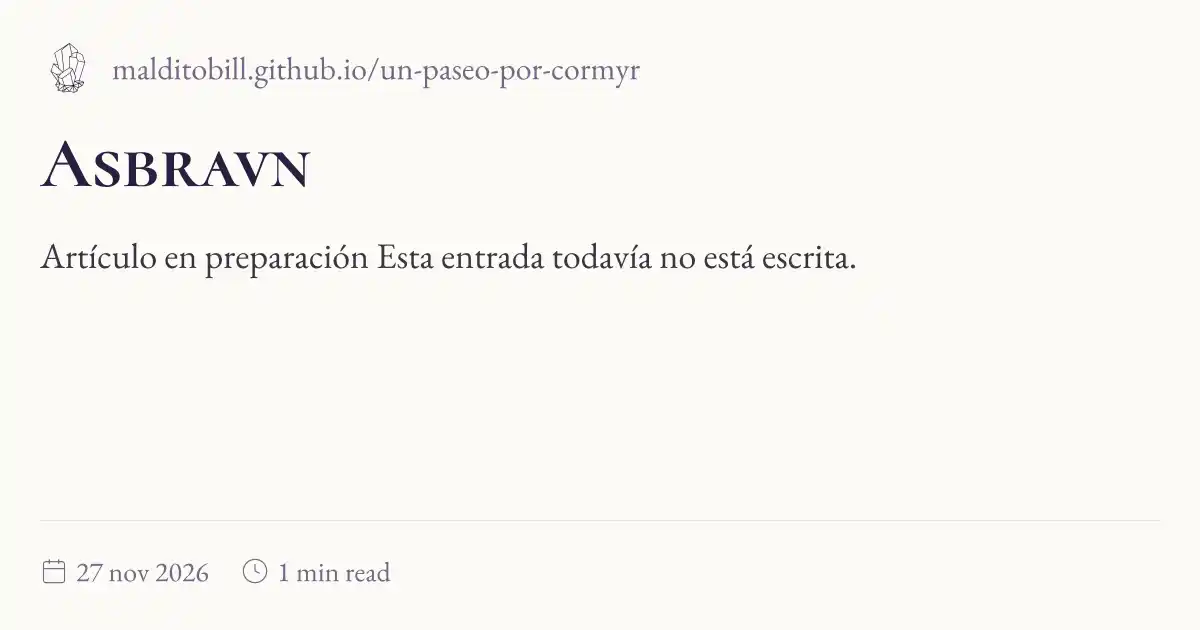 malditobill.github.io/un-paseo-por-cormyr
Asbravn
Artículo en preparación Esta entrada todavía no está escrita.
27 nov 2026 1 min read